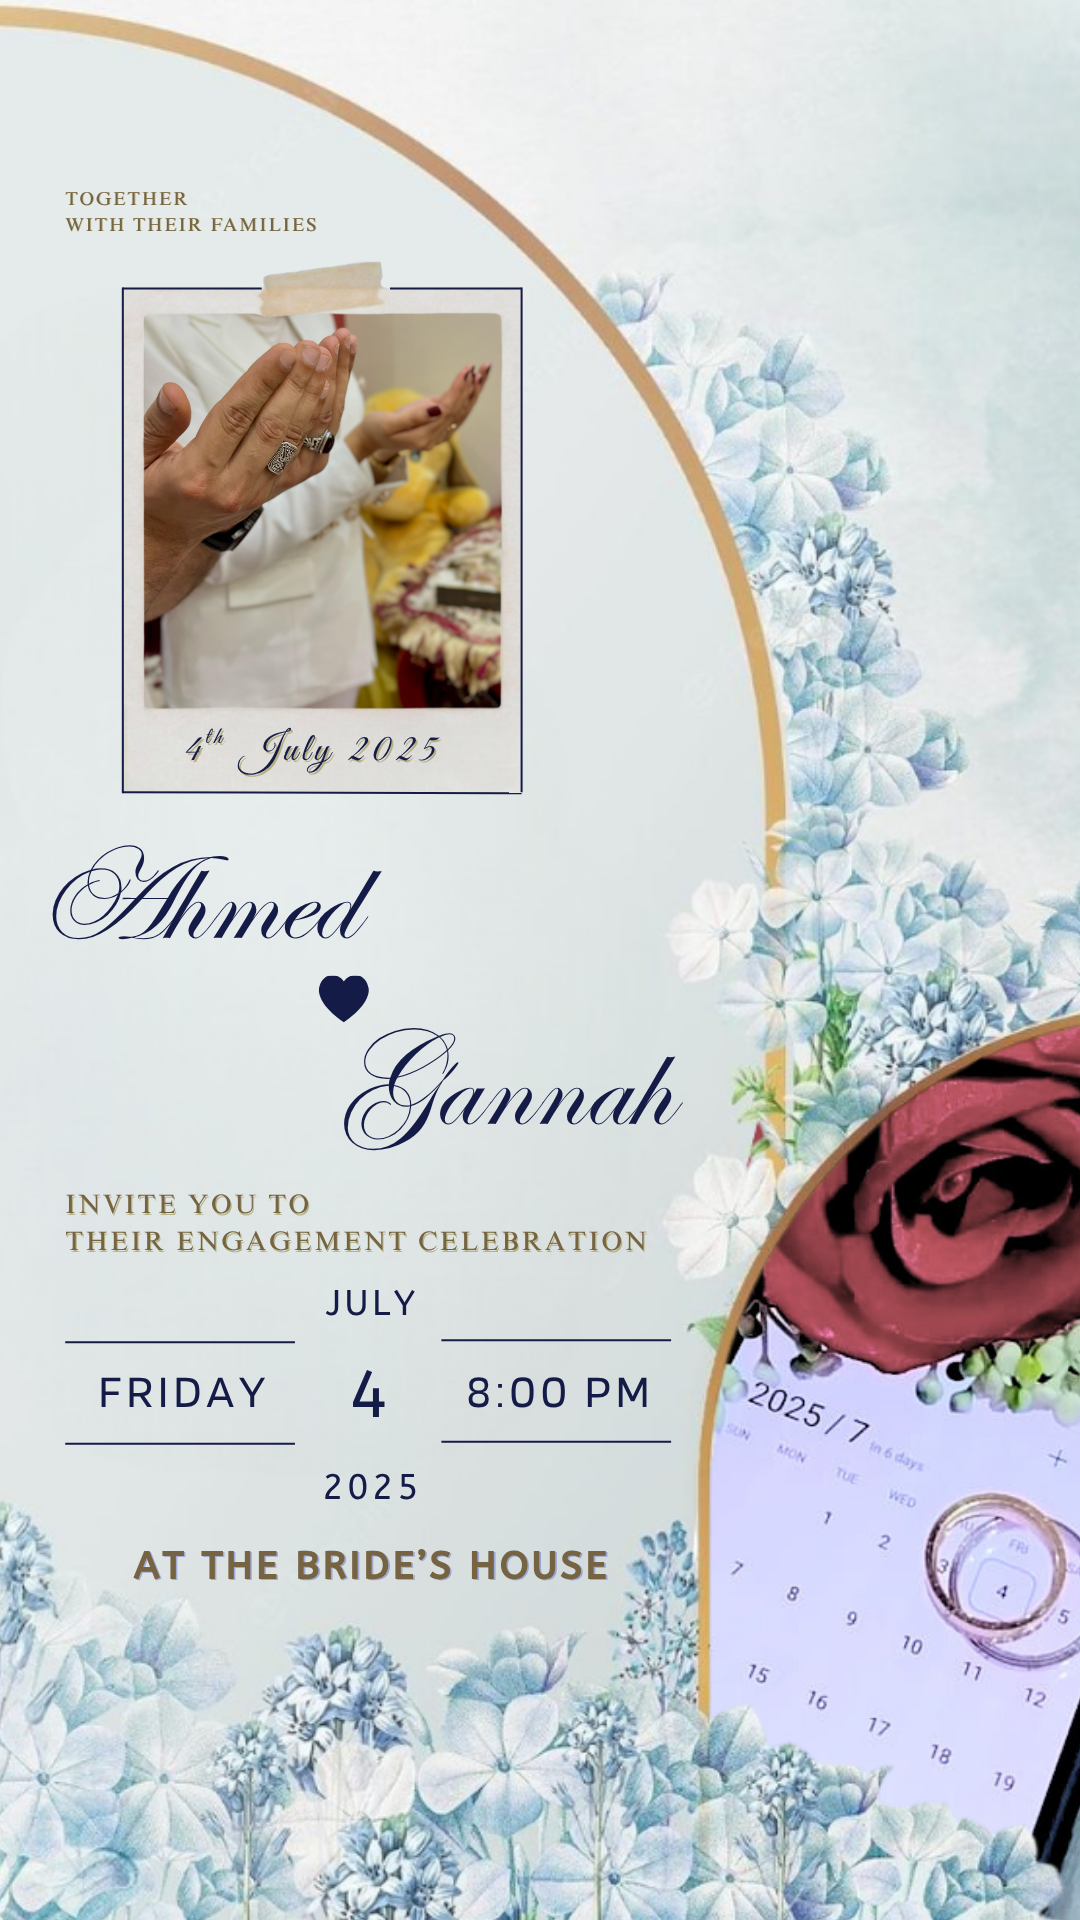 TOGETHER
WITH THEIR FAMILIES
4th July 2025
Ahmed
Gannah
INVITE YOU TO
THEIR ENGAGEMENT CELEBRATION
JULY
FRIDAY 4 8:00 PM
2025
AT THE BRIDE’S HOUSE
2025 / 7 In 6 days
+
SUN MON TUE WED FRI
1 2 3 4 5
7 8 9 10 11 12
15 16 17 18 19